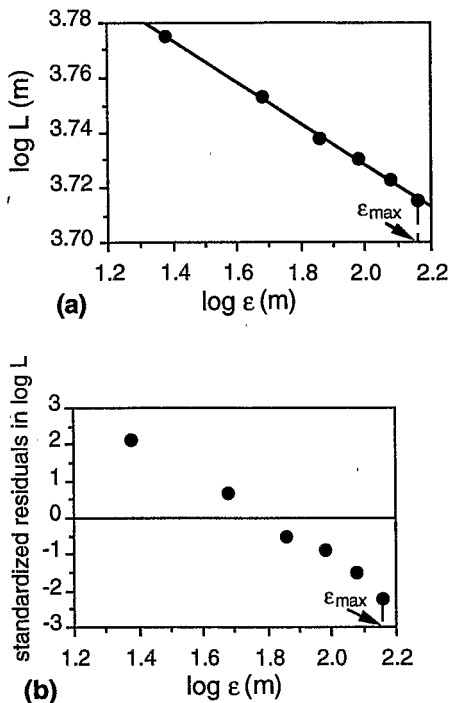 3.78
3.76
3.74
3.72
3.70
log L (m)
εmax
1.2 1.4 1.6 1.8 2.0 2.2
log ε (m)
(a)
standardized residuals in log L
3
2
1
0
-1
-2
-3
εmax
1.2 1.4 1.6 1.8 2.0 2.2
log ε (m)
(b)